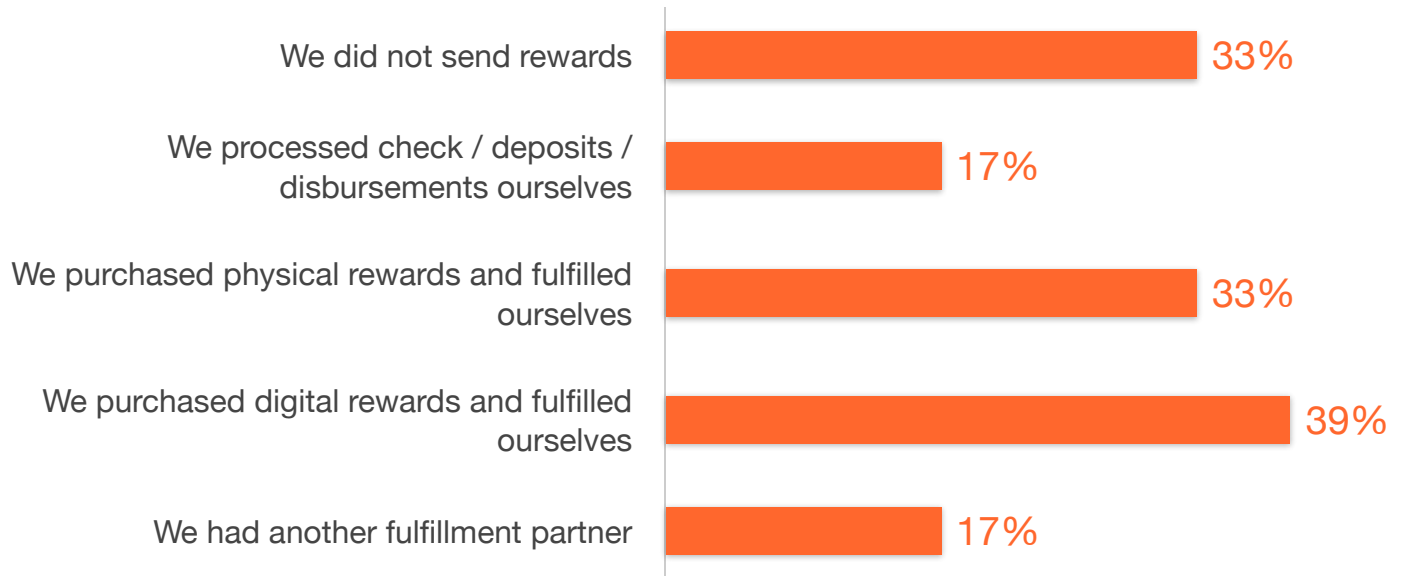 We did not send rewards
33%
We processed check / deposits /
disbursements ourselves
17%
We purchased physical rewards and fulfilled
ourselves
33%
We purchased digital rewards and fulfilled
ourselves
39%
We had another fulfillment partner
17%